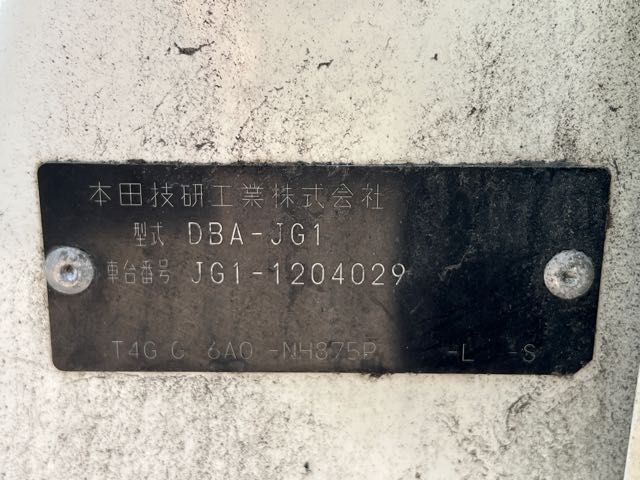 本田技研工業株式会社
型式 DBA-JG1
車台番号 JG1-1204029
T4G C 6A0 -NH875P -L -S